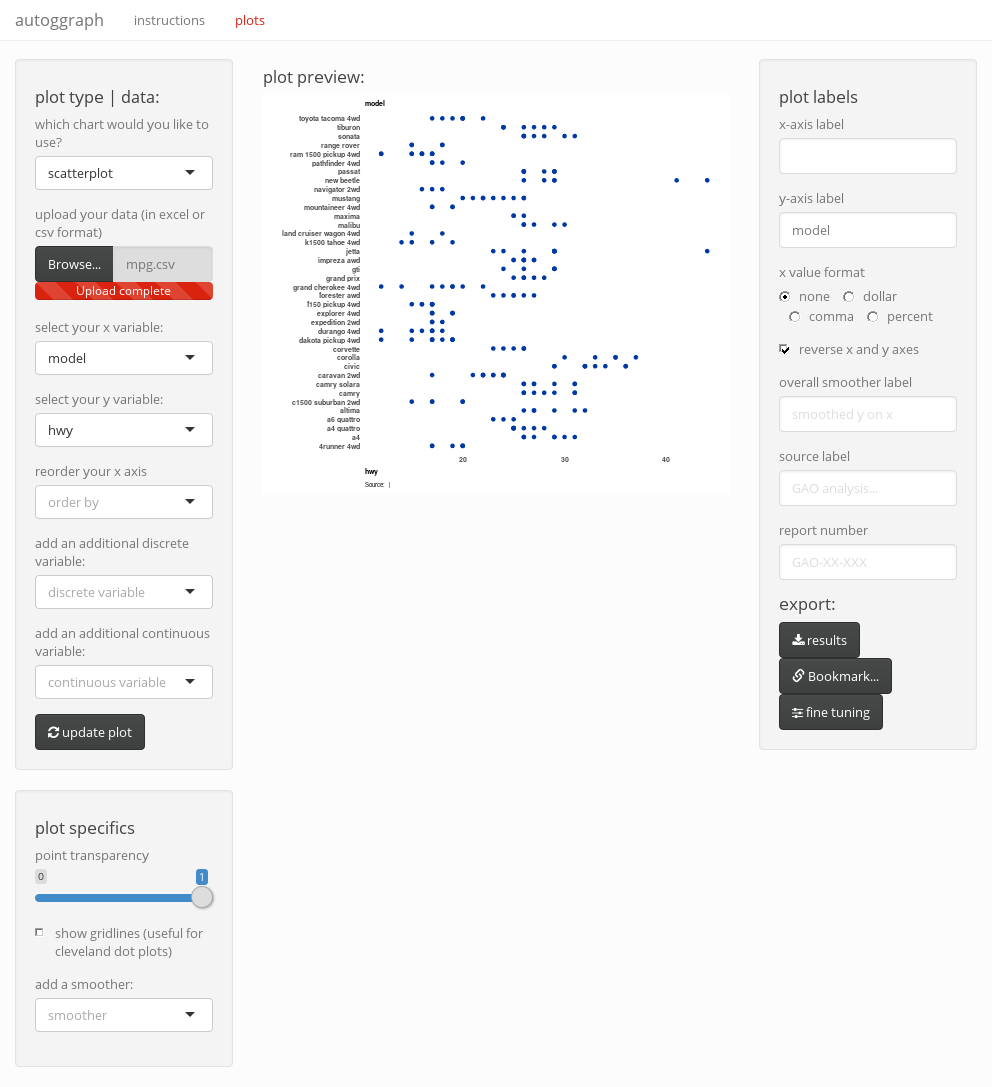 autoggraph instructions plots
plot type | data:
which chart would you like to
use?
scatterplot
upload your data (in excel or
csv format)
Browse... mpg.csv
Upload complete
select your x variable:
model
select your y variable:
hwy
reorder your x axis
order by
add an additional discrete
variable:
discrete variable
add an additional continuous
variable:
continuous variable
update plot
plot specifics
point transparency
0 1
show gridlines (useful for
cleveland dot plots)
add a smoother:
smoother
plot preview:
model
toyota tacoma 4wd
tiburon
sonata
range rover
ram 1500 pickup 4wd
pathfinder 4wd
passat
new beetle
navigator 2wd
mustang
mountaineer 4wd
maxima
malibu
land cruiser wagon 4wd
k1500 tahoe 4wd
jetta
impreza awd
gti
grand prix
grand cherokee 4wd
forester awd
f150 pickup 4wd
explorer 4wd
expedition 2wd
durango 4wd
dakota pickup 4wd
corvette
corolla
civic
caravan 2wd
camry solara
camry
c1500 suburban 2wd
altima
a6 quattro
a4 quattro
a4
4runner 4wd
20 30 40
hwy
Source: |
plot labels
x-axis label
y-axis label
model
x value format
none dollar
comma percent
reverse x and y axes
overall smoother label
smoothed y on x
source label
GAO analysis...
report number
GAO-XX-XXX
export:
results
Bookmark...
fine tuning